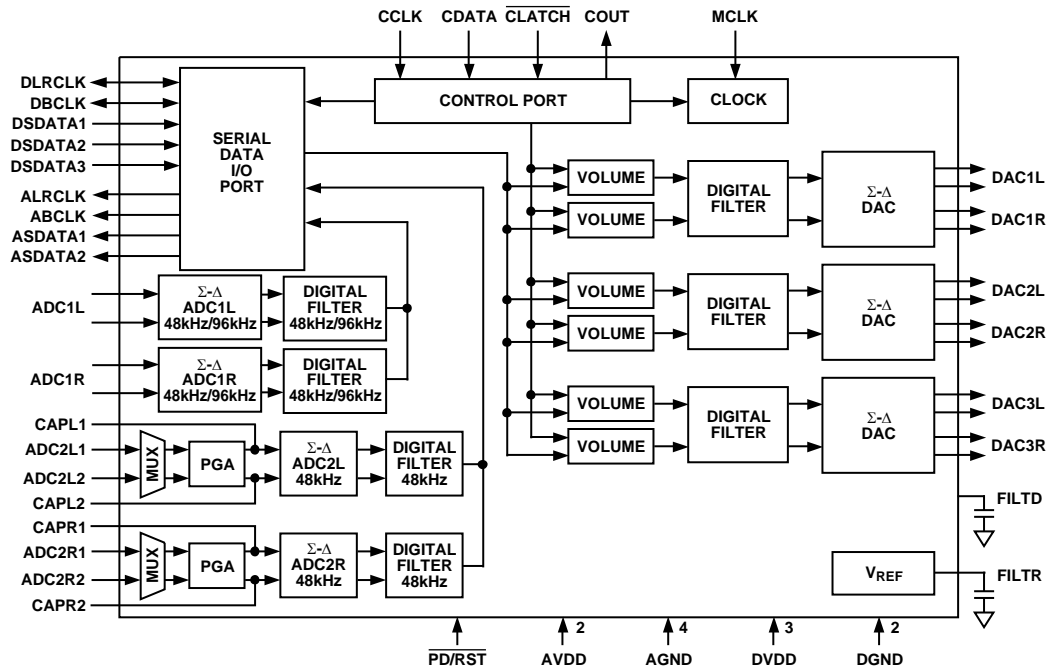 CCLK CDATA CLATCH COUT MCLK
DLRCLK
DBCLK
DSDATA1
DSDATA2
DSDATA3
ALRCLK
ABCLK
ASDATA1
ASDATA2
SERIAL
DATA
I/O
PORT
CONTROL PORT
CLOCK
VOLUME
VOLUME
DIGITAL
FILTER
Σ-Δ
DAC
DAC1L
DAC1R
VOLUME
VOLUME
DIGITAL
FILTER
Σ-Δ
DAC
DAC2L
DAC2R
VOLUME
VOLUME
DIGITAL
FILTER
Σ-Δ
DAC
DAC3L
DAC3R
ADC1L
Σ-Δ
ADC1L
48kHz/96kHz
DIGITAL
FILTER
48kHz/96kHz
ADC1R
Σ-Δ
ADC1R
48kHz/96kHz
DIGITAL
FILTER
48kHz/96kHz
CAPL1
ADC2L1
ADC2L2
CAPL2
MUX
PGA
Σ-Δ
ADC2L
48kHz
DIGITAL
FILTER
48kHz
CAPR1
ADC2R1
ADC2R2
CAPR2
MUX
PGA
Σ-Δ
ADC2R
48kHz
DIGITAL
FILTER
48kHz
FILTD
VREF
FILTR
2 4 3 2
PD/RST AVDD AGND DVDD DGND